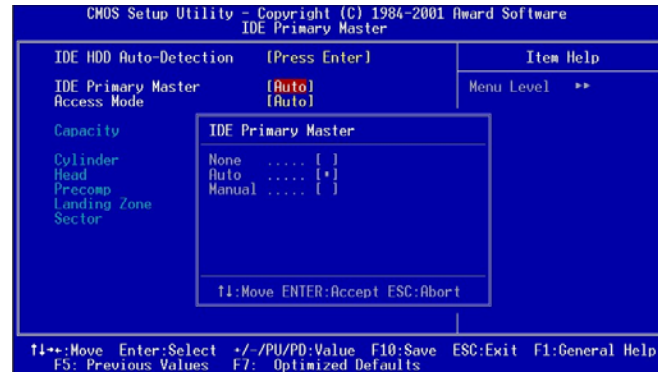 CMOS Setup Utility - Copyright (C) 1984-2001 Award Software
IDE Primary Master
IDE HDD Auto-Detection [Press Enter]
Item Help
IDE Primary Master [Auto]
Access Mode [Auto]
Menu Level ▸▸
Capacity
Cylinder
Head
Precomp
Landing Zone
Sector
IDE Primary Master
None ..... [ ]
Auto ..... [▪]
Manual ..... [ ]
↑↓:Move ENTER:Accept ESC:Abort
↑↓→←:Move Enter:Select +/-/PU/PD:Value F10:Save ESC:Exit F1:General Help
F5: Previous Values F7: Optimized Defaults